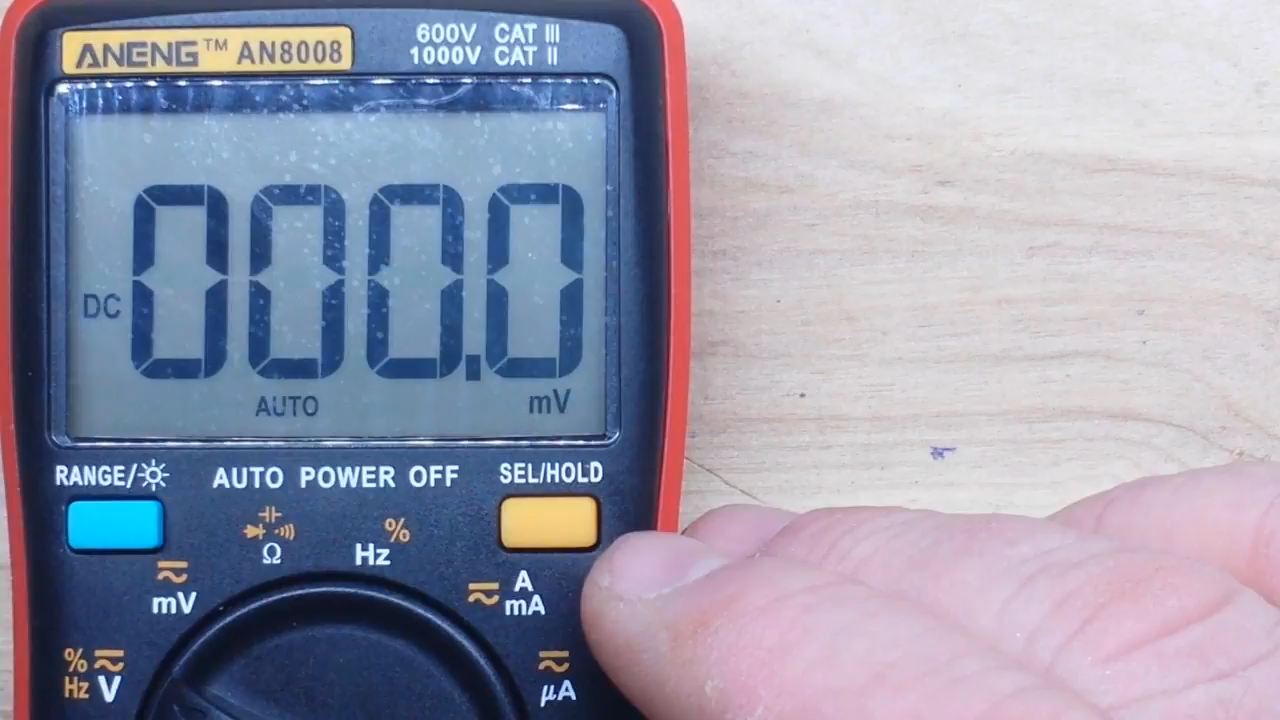 ANENG™ AN8008
600V CAT III
1000V CAT II
DC 000.0
AUTO mV
RANGE/ AUTO POWER OFF SEL/HOLD
Ω
Hz %
mV
A
mA
%
Hz V
μA